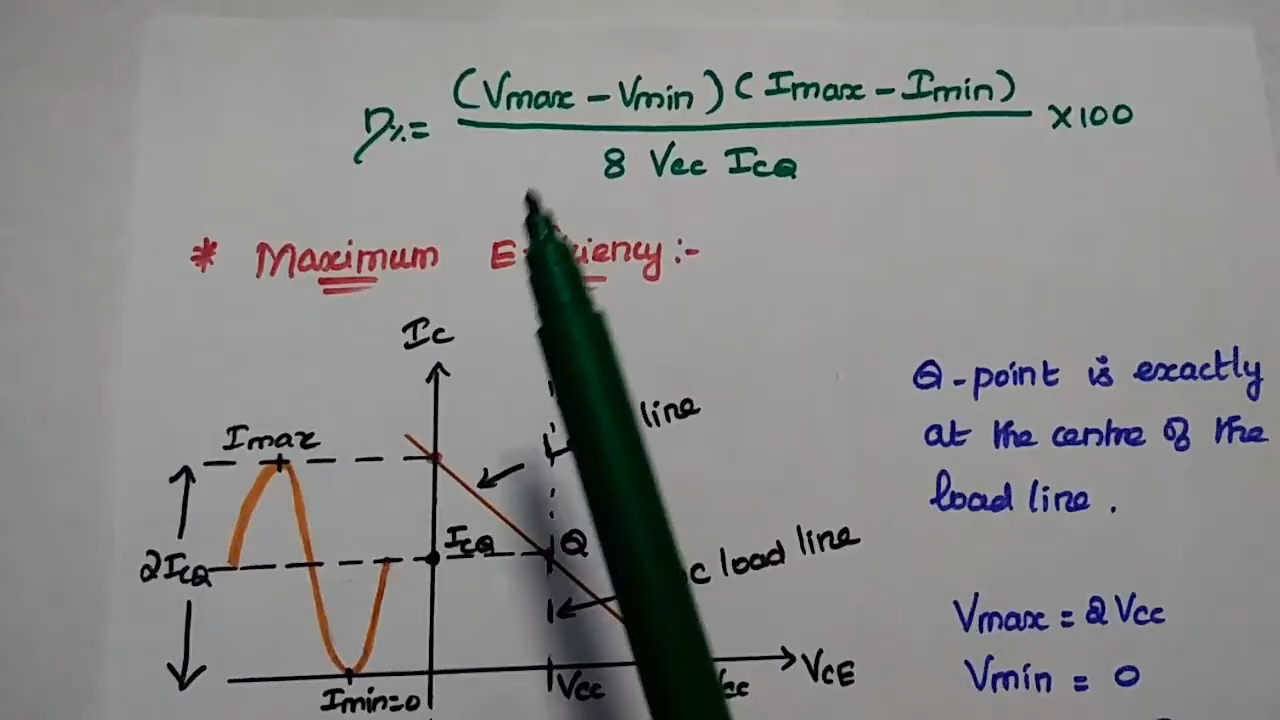 η%= (Vmax - Vmin) (Imax - Imin) × 100
8 Vcc IcQ
* Maximum :-
Ic
line
Imax
Q-point is exactly
at the centre of the
load line.
2IcQ
IcQ
Q
load line
Vmax = 2Vcc
Vmin = 0
Imin=0
Vcc
VCE